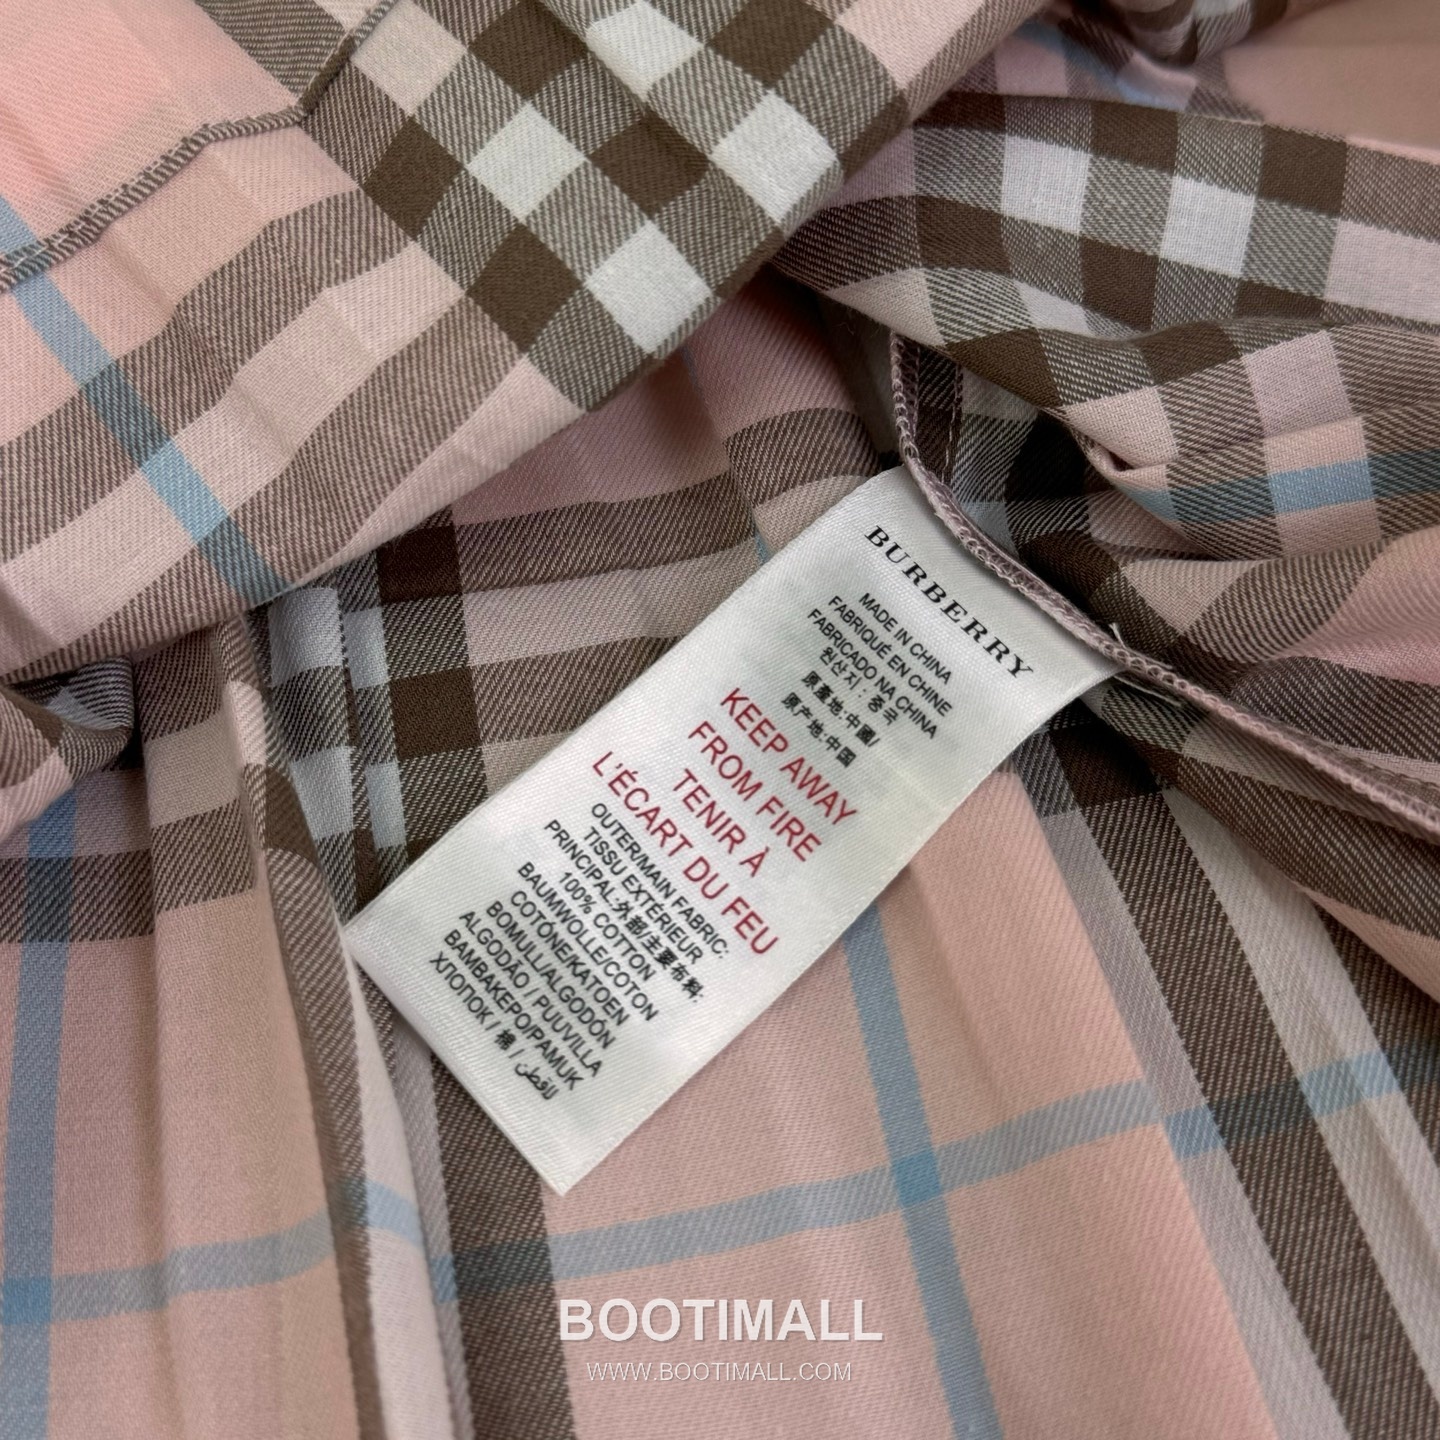 BURBERRY
MADE IN CHINA
FABRIQUÉ EN CHINE
FABRICADO NA CHINA
원산지 : 중국
原產地:中國/
原产地:中国
KEEP AWAY
FROM FIRE
TENIR À
L'ÉCART DU FEU
OUTER/MAIN FABRIC:
TISSU EXTÉRIEUR
PRINCIPAL/外部/主要布料:
100% COTTON
BAUMWOLLE/COTON
COTONE/KATOEN
BOMULL/ALGODÓN
ALGODÃO / PUUVILLA
ΒΑΜΒΑΚΕΡΟ/PAMUK
ХЛОПОК / 棉 /
BOOTIMALL
WWW.BOOTIMALL.COM